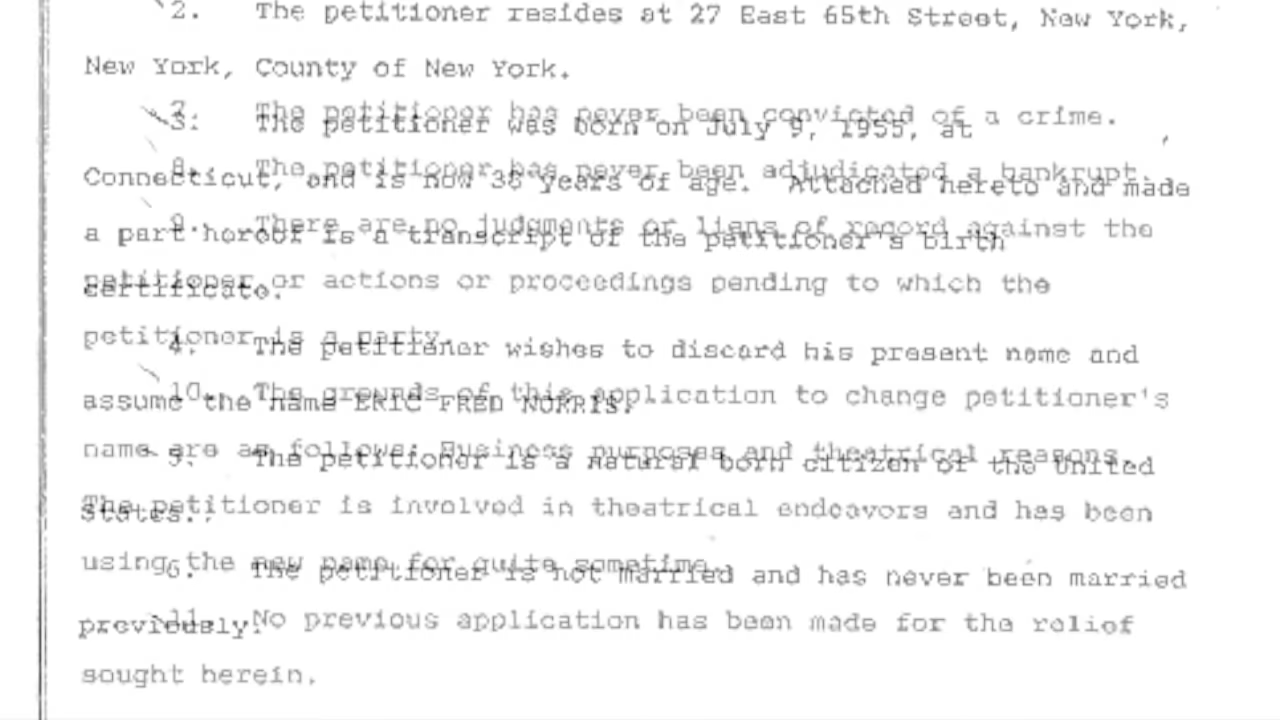 2. The petitioner resides at 27 East 65th Street, New York,
New York, County of New York.
7. The petitioner has never been convicted of a crime.
3. The petitioner was born on July 9, 1955, at
8. The petitioner has never been adjudicated a bankrupt.
Connecticut, and is now years of age. Attached hereto and made
9. There are no judgments or liens of record against the
a part hereof is a transcript of the petitioner's birth
petitioner or actions or proceedings pending to which the
certificate.
petitioner is a party.
4. The petitioner wishes to discard his present name and
10. The grounds of this application to change petitioner's
assume the name ERIC FRED NORRIS.
name are as follows: Business purposes and theatrical reasons.
5. The petitioner is a natural born citizen of the United
The petitioner is involved in theatrical endeavors and has been
States.
using the new name for quite sometime.
6. The petitioner is not married and has never been married
11. No previous application has been made for the relief
previously.
sought herein.